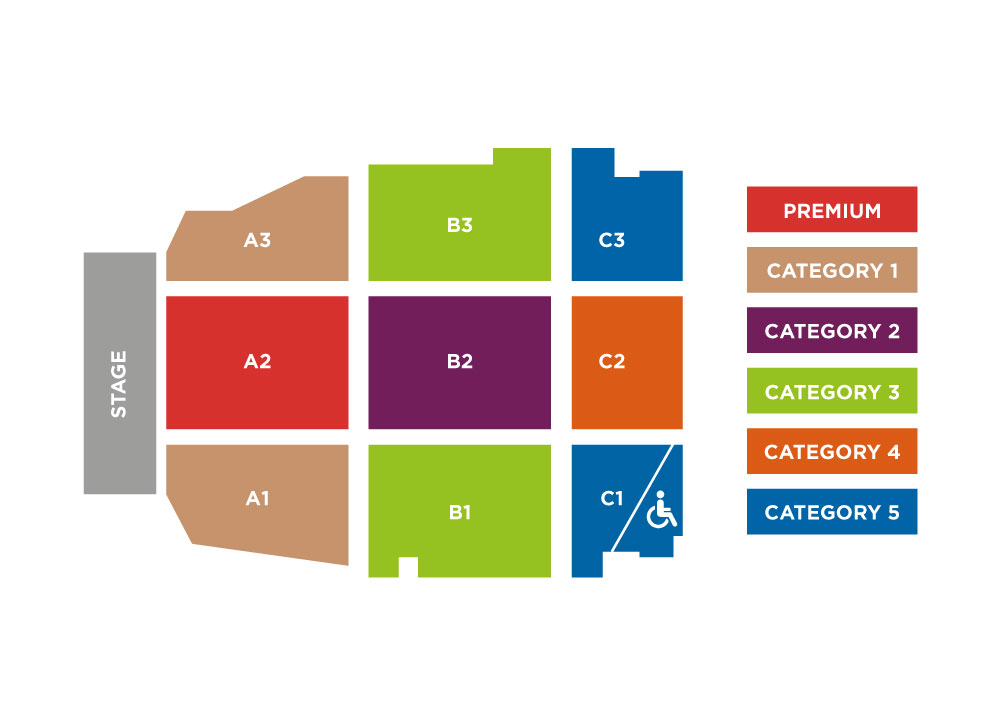 STAGE
A3
A2
A1
B3
B2
B1
C3
C2
C1
PREMIUM
CATEGORY 1
CATEGORY 2
CATEGORY 3
CATEGORY 4
CATEGORY 5